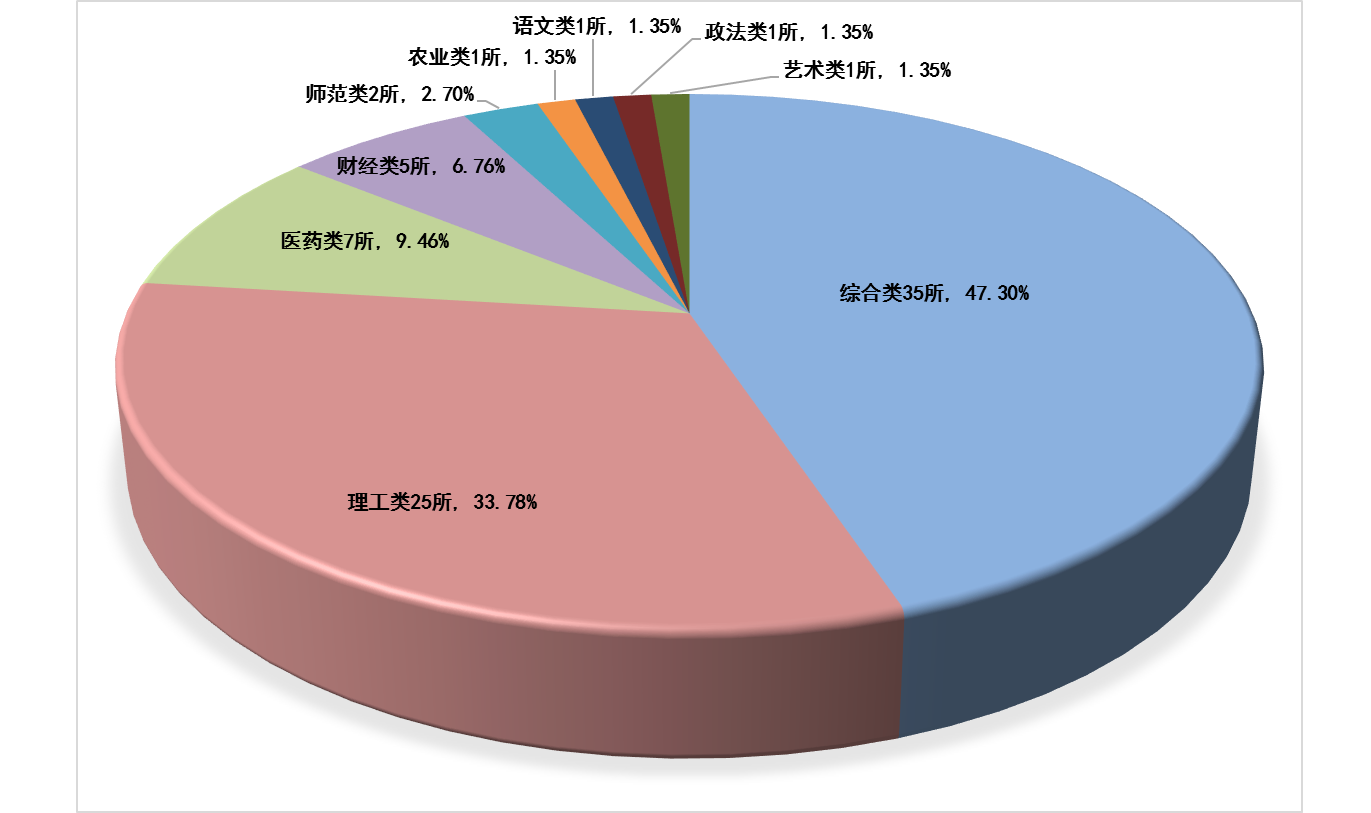 语文类1所，1.35%
政法类1所，1.35%
农业类1所，1.35%
艺术类1所，1.35%
师范类2所，2.70%
财经类5所，6.76%
医药类7所，9.46%
综合类35所，47.30%
理工类25所，33.78%